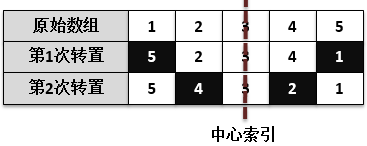 原始数组 1 2 3 4 5
第1次转置 5 2 3 4 1
第2次转置 5 4 3 2 1
中心索引